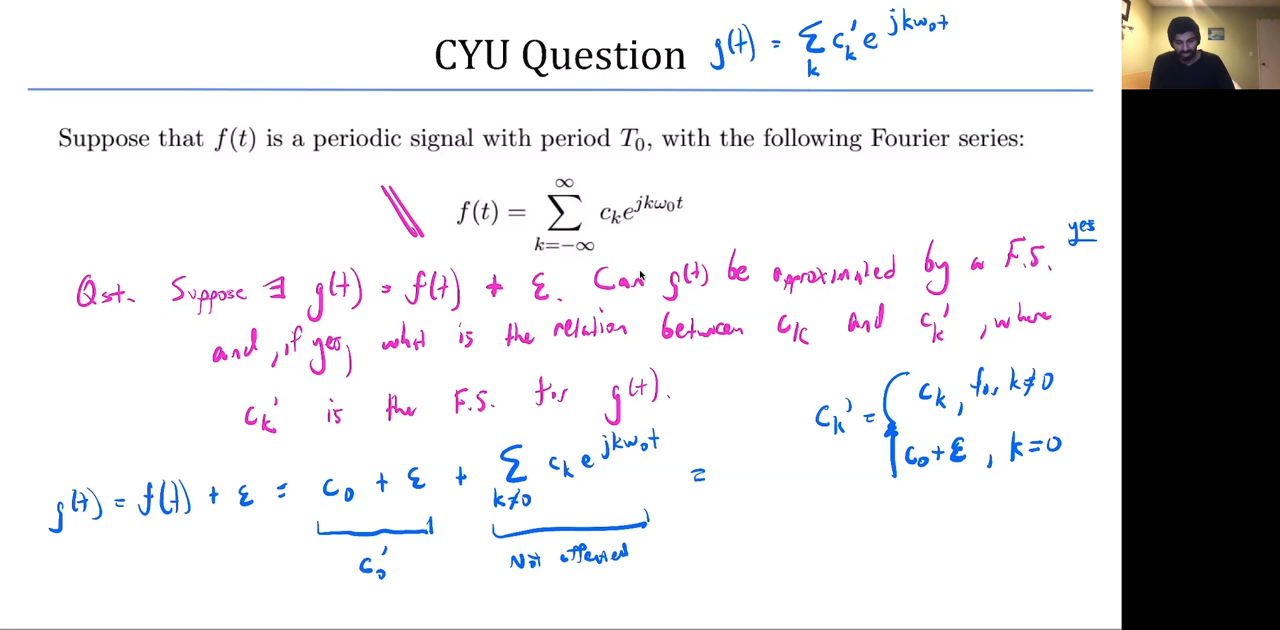 CYU Question g(t) = Σ_k c_k' e^{jkω₀t}
Suppose that f(t) is a periodic signal with period T₀, with the following Fourier series:
f(t) = Σ_{k=-∞}^{∞} c_k e^{jkω₀t}
yes
Qst. Suppose ∃ g(t) = f(t) + ε. Can g(t) be approximated by a F.S.
and, if yes, what is the relation between c_k and c_k', where
c_k' is the F.S. for g(t).
c_k' = { c_k, for k≠0
c₀+ε, k=0
g(t) = f(t) + ε = c₀ + ε + Σ_{k≠0} c_k e^{jkω₀t} =
c₀' Not affected